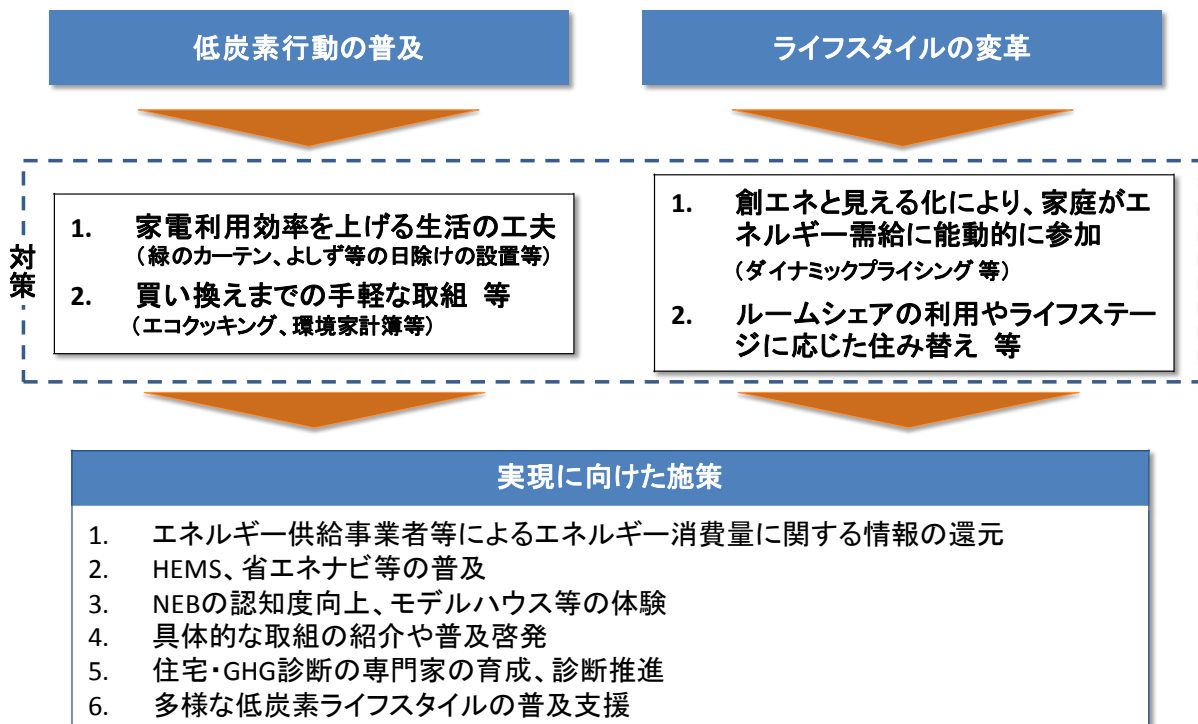 低炭素行動の普及
ライフスタイルの変革
対策
1. 家電利用効率を上げる生活の工夫
（緑のカーテン、よしず等の日除けの設置等）
2. 買い換えまでの手軽な取組 等
（エコクッキング、環境家計簿等）
1. 創エネと見える化により、家庭がエ
ネルギー需給に能動的に参加
（ダイナミックプライシング 等）
2. ルームシェアの利用やライフステー
ジに応じた住み替え 等
実現に向けた施策
1. エネルギー供給事業者等によるエネルギー消費量に関する情報の還元
2. HEMS、省エネナビ等の普及
3. NEBの認知度向上、モデルハウス等の体験
4. 具体的な取組の紹介や普及啓発
5. 住宅・GHG診断の専門家の育成、診断推進
6. 多様な低炭素ライフスタイルの普及支援